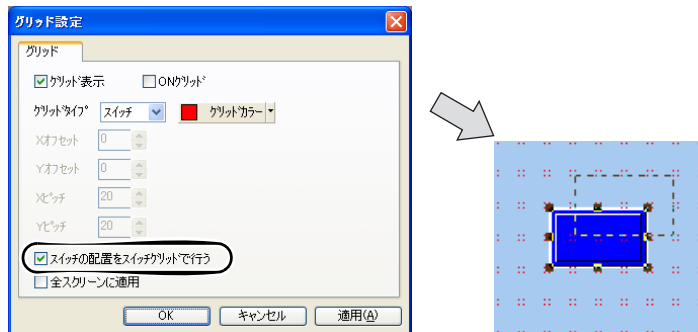 グリッド設定
グリッド
グリッド表示 ONグリッド
グリッドタイプ スイッチ グリッドカラー
Xオフセット 0
Yオフセット 0
Xピッチ 20
Yピッチ 20
スイッチの配置をスイッチグリッドで行う
全スクリーンに適用
OK キャンセル 適用(A)